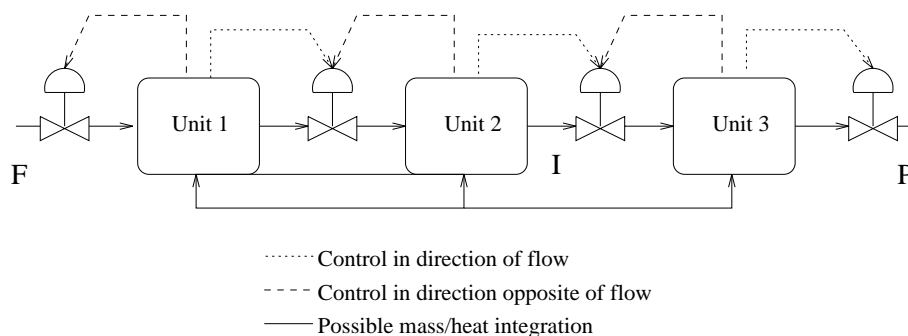 Unit 1
Unit 2
Unit 3
F
I
P
Control in direction of flow
Control in direction opposite of flow
Possible mass/heat integration